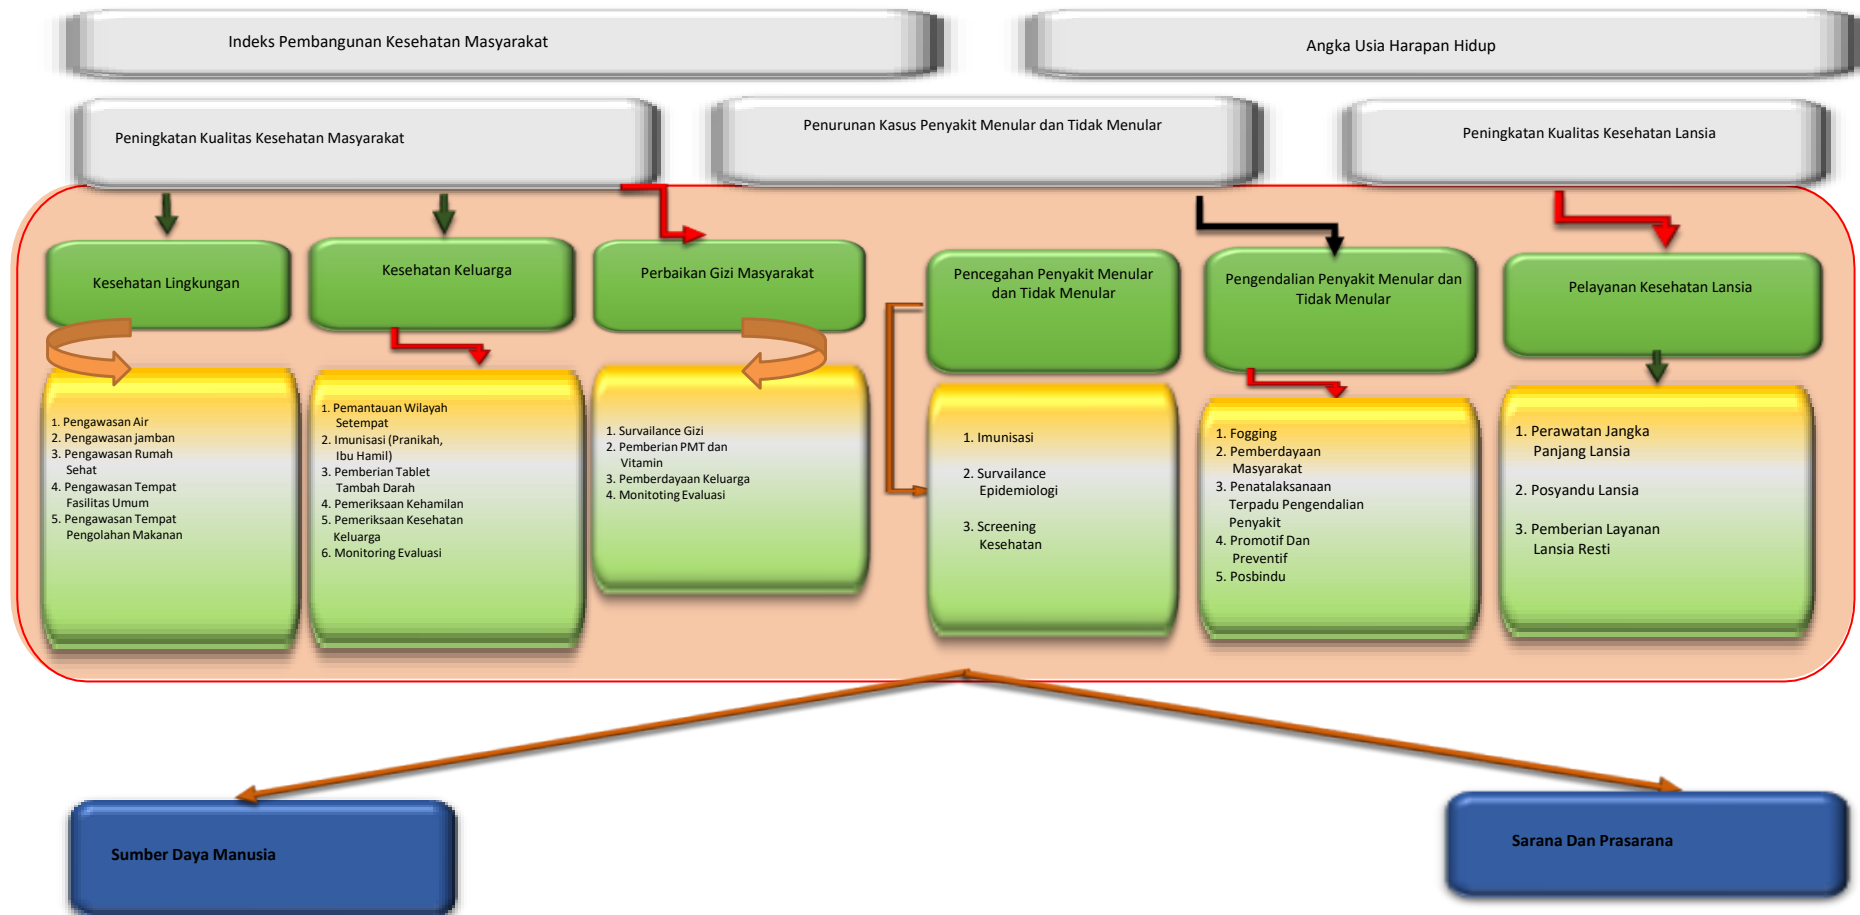 Indeks Pembangunan Kesehatan Masyarakat
Angka Usia Harapan Hidup
Peningkatan Kualitas Kesehatan Masyarakat
Penurunan Kasus Penyakit Menular dan Tidak Menular
Peningkatan Kualitas Kesehatan Lansia
Kesehatan Lingkungan
Kesehatan Keluarga
Perbaikan Gizi Masyarakat
Pencegahan Penyakit Menular
dan Tidak Menular
Pengendalian Penyakit Menular dan
Tidak Menular
Pelayanan Kesehatan Lansia
1. Pengawasan Air
2. Pengawasan jamban
3. Pengawasan Rumah
Sehat
4. Pengawasan Tempat
Fasilitas Umum
5. Pengawasan Tempat
Pengolahan Makanan
1. Pemantauan Wilayah
Setempat
2. Imunisasi (Pranikah,
Ibu Hamil)
3. Pemberian Tablet
Tambah Darah
4. Pemeriksaan Kehamilan
5. Pemeriksaan Kesehatan
Keluarga
6. Monitoring Evaluasi
1. Survailance Gizi
2. Pemberian PMT dan
Vitamin
3. Pemberdayaan Keluarga
4. Monitoting Evaluasi
1. Imunisasi
2. Survailance
Epidemiologi
3. Screening
Kesehatan
1. Fogging
2. Pemberdayaan
Masyarakat
3. Penatalaksanaan
Terpadu Pengendalian
Penyakit
4. Promotif Dan
Preventif
5. Posbindu
1. Perawatan Jangka
Panjang Lansia
2. Posyandu Lansia
3. Pemberian Layanan
Lansia Resti
Sumber Daya Manusia
Sarana Dan Prasarana